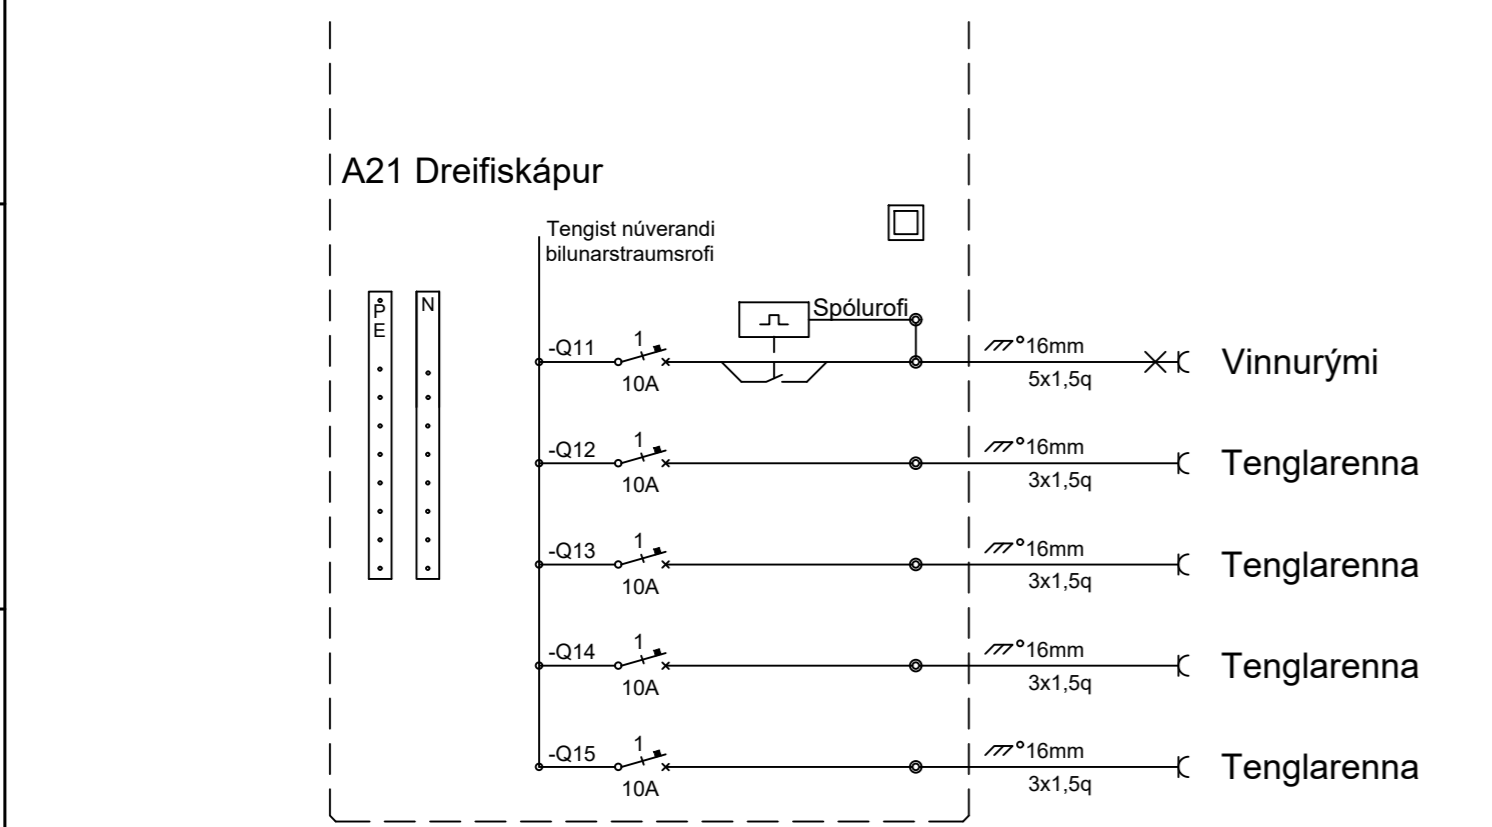 A21 Dreifiskápur
Tengist núverandi
bilunarstraumsrofi
P
E
N
Spólurofi
-Q11
1
10A
°16mm
5x1,5q
Vinnurými
-Q12
1
10A
°16mm
3x1,5q
Tenglarenna
-Q13
1
10A
°16mm
3x1,5q
Tenglarenna
-Q14
1
10A
°16mm
3x1,5q
Tenglarenna
-Q15
1
10A
°16mm
3x1,5q
Tenglarenna